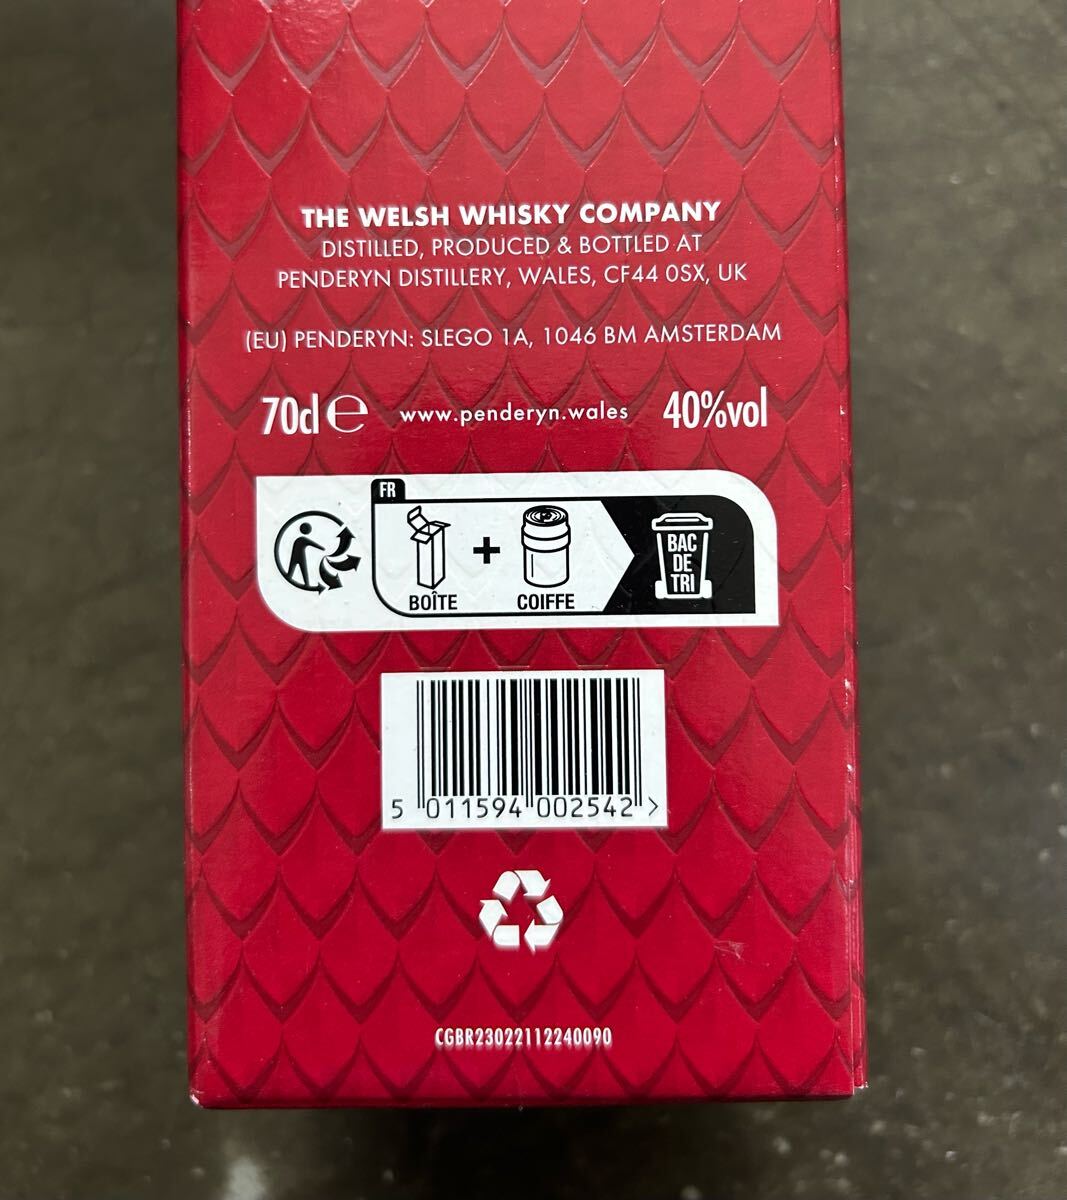 THE WELSH WHISKY COMPANY
DISTILLED, PRODUCED & BOTTLED AT
PENDERYN DISTILLERY, WALES, CF44 0SX, UK
(EU) PENDERYN: SLEGO 1A, 1046 BM AMSTERDAM
70cl e www.penderyn.wales 40%vol
FR
BOÎTE + COIFFE
BAC
DE
TRI
5 011594 002542 >
CGBR23022112240090